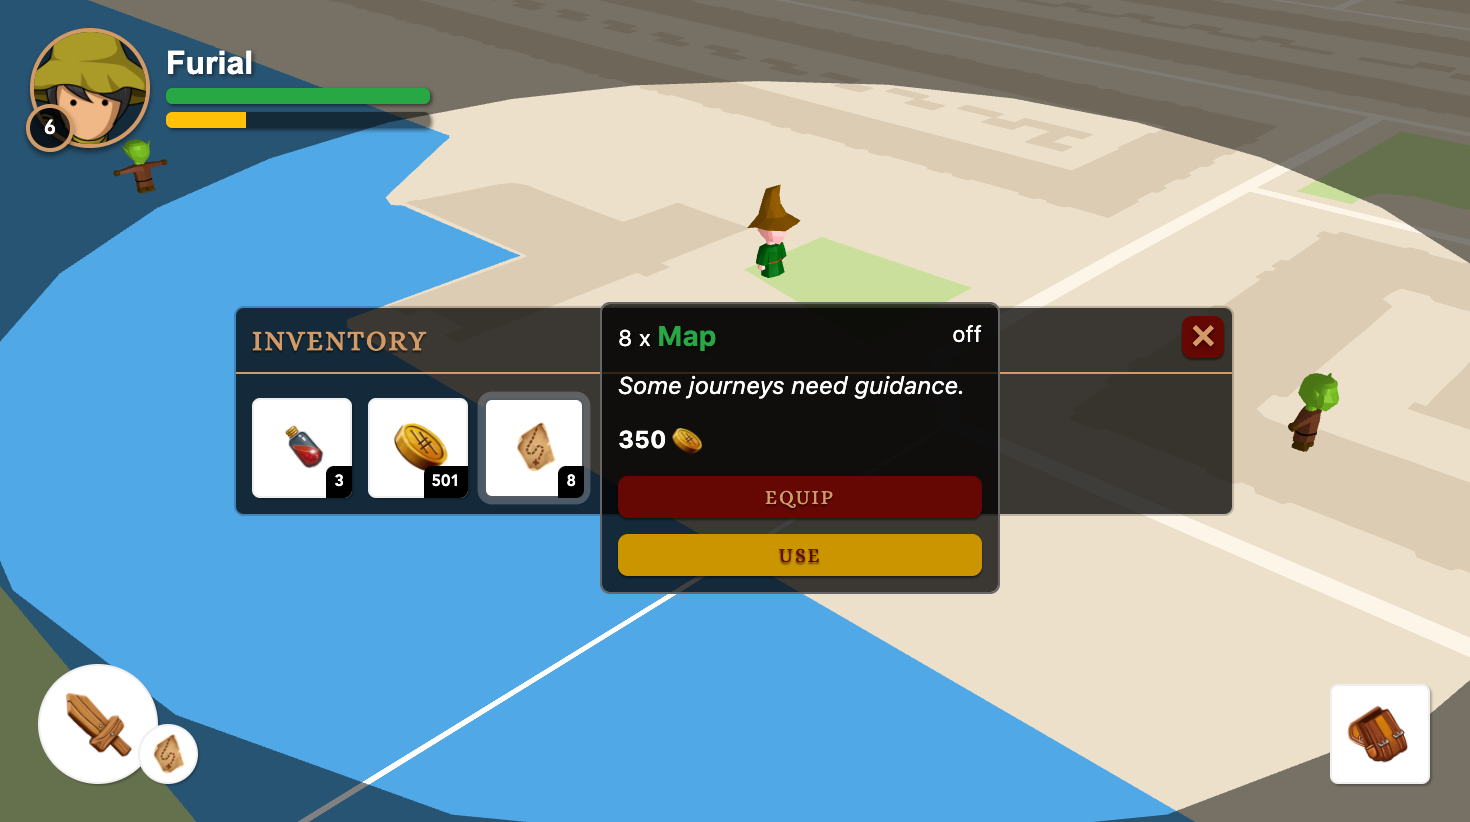 Furial
6
INVENTORY
8 x Map off
Some journeys need guidance.
350
3
501
8
EQUIP
USE